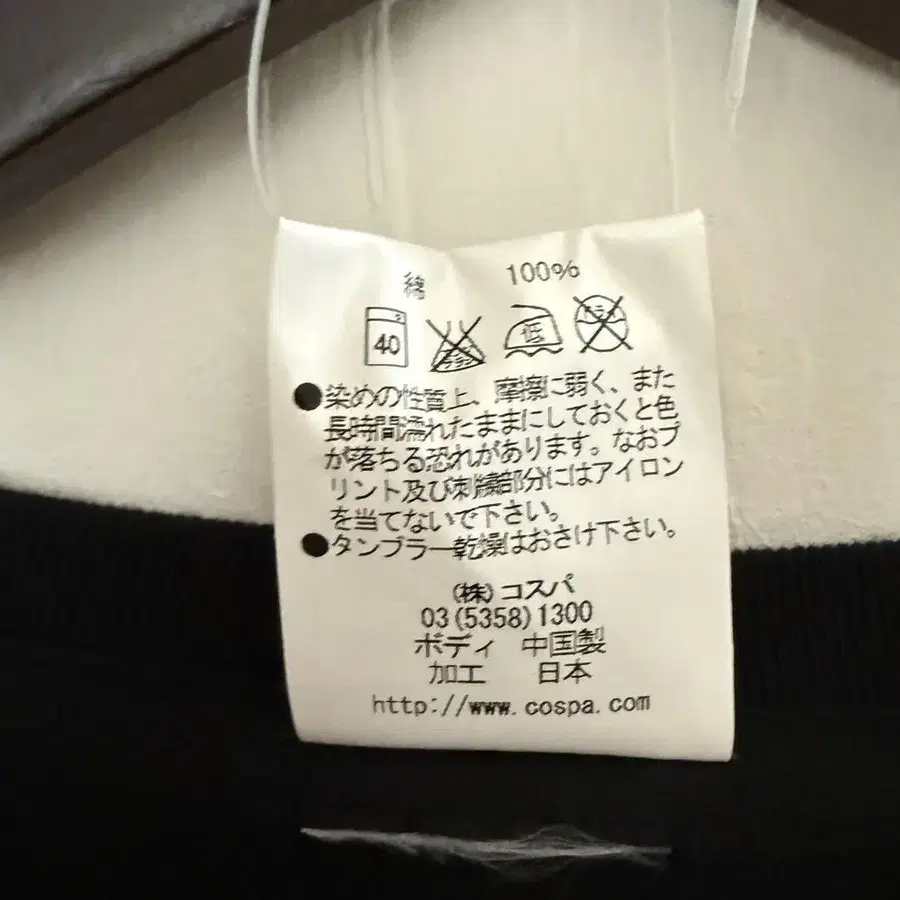 綿 100%
40 低
●染めの性質上、摩擦に弱く、また
長時間濡れたままにしておくと色
が落ちる恐れがあります。なおプ
リント及び刺繍部分にはアイロン
を当てないで下さい。
●タンブラー乾燥はおさけ下さい。
(株)コスパ
03(5358)1300
ボディ 中国製
加工 日本
http://www.cospa.com